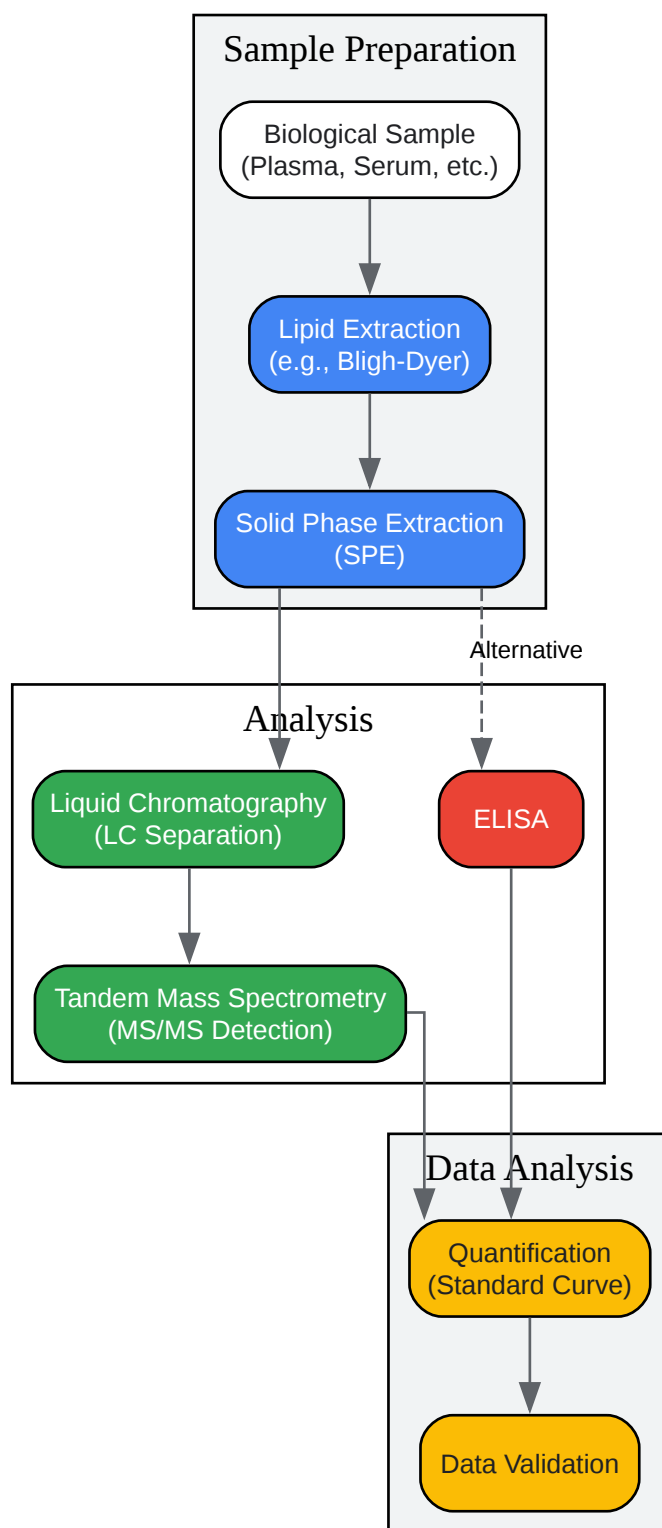 Sample Preparation
Biological Sample
(Plasma, Serum, etc.)
Lipid Extraction
(e.g., Bligh-Dyer)
Solid Phase Extraction
(SPE)
Alternative
Analysis
Liquid Chromatography
(LC Separation)
ELISA
Tandem Mass Spectrometry
(MS/MS Detection)
Data Analysis
Quantification
(Standard Curve)
Data Validation